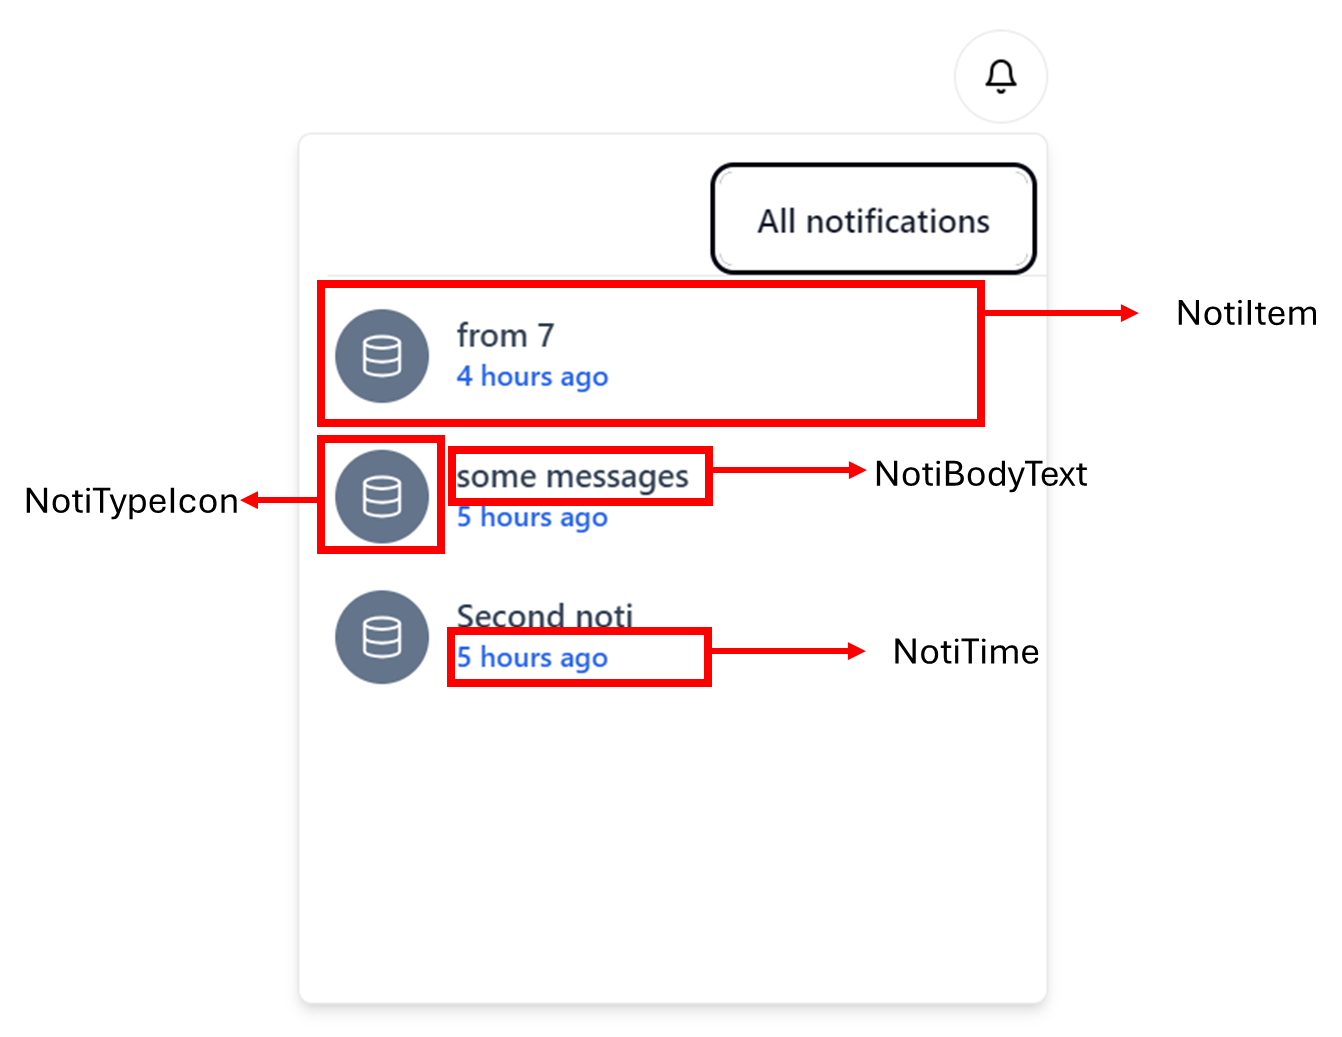 All notifications
from 7
4 hours ago
NotiItem
some messages
5 hours ago
NotiBodyText
NotiTypeIcon
Second noti
5 hours ago
NotiTime